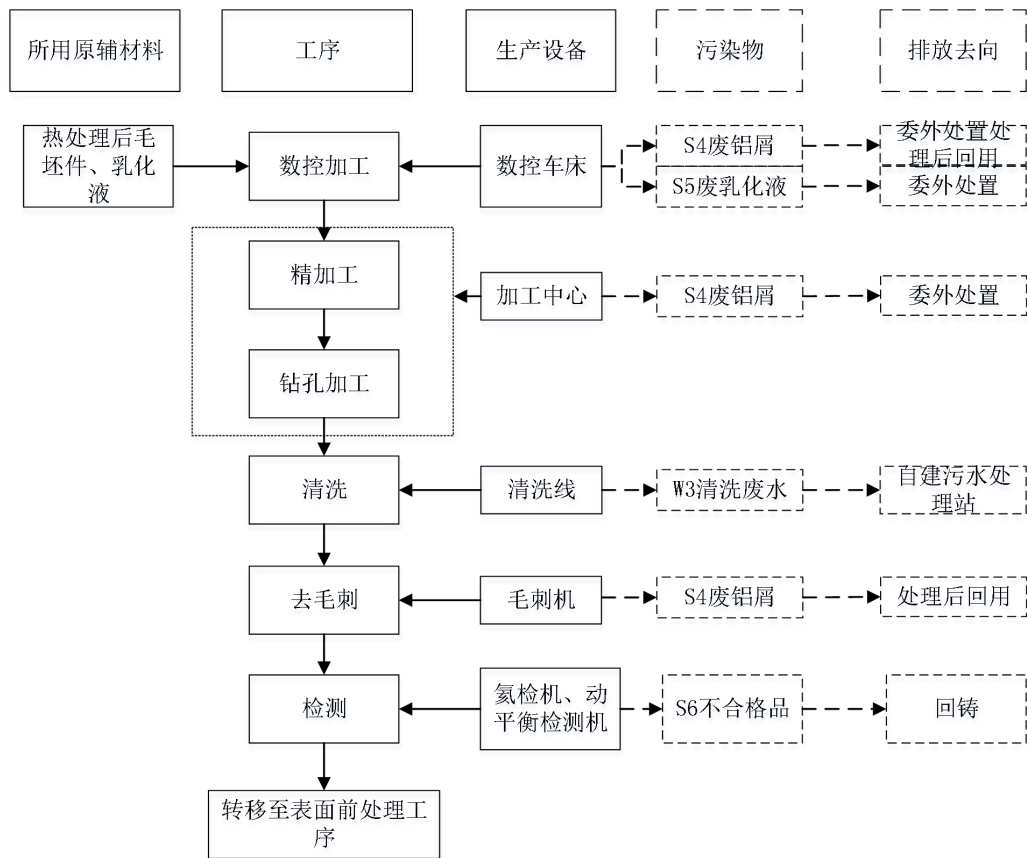 所用原辅材料
工序
生产设备
污染物
排放去向
热处理后毛
坯件、乳化
液
数控加工
数控车床
S4废铝屑
委外处置处
理后回用
S5废乳化液
委外处置
精加工
加工中心
S4废铝屑
委外处置
钻孔加工
清洗
清洗线
W3清洗废水
自建污水处
理站
去毛刺
毛刺机
S4废铝屑
处理后回用
检测
氦检机、动
平衡检测机
S6不合格品
回铸
转移至表面前处理工
序